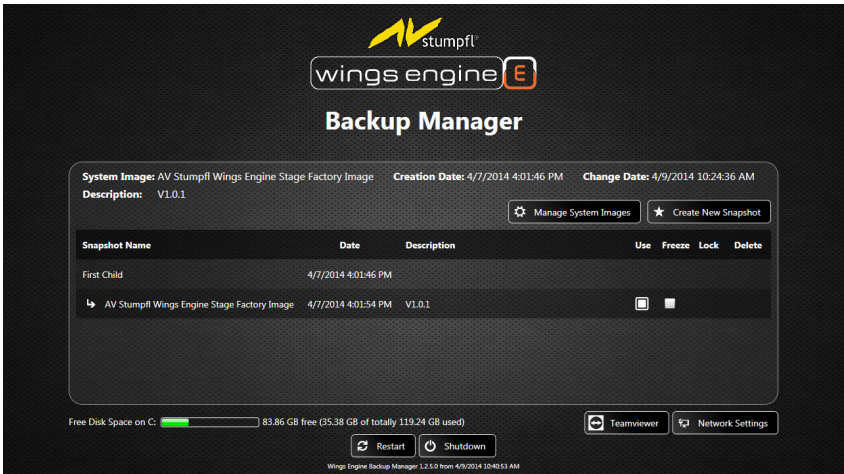 AV stumpfl®
wings engine E
Backup Manager
System Image: AV Stumpfl Wings Engine Stage Factory Image Creation Date: 4/7/2014 4:01:46 PM Change Date: 4/9/2014 10:24:36 AM
Description: V1.0.1
Manage System Images Create New Snapshot
Snapshot Name Date Description Use Freeze Lock Delete
First Child 4/7/2014 4:01:46 PM
AV Stumpfl Wings Engine Stage Factory Image 4/7/2014 4:01:54 PM V1.0.1
Free Disk Space on C: 83.86 GB free (35.38 GB of totally 119.24 GB used) Teamviewer Network Settings
Restart Shutdown
Wings Engine Backup Manager 1.2.5.0 from 4/9/2014 10:40:53 AM